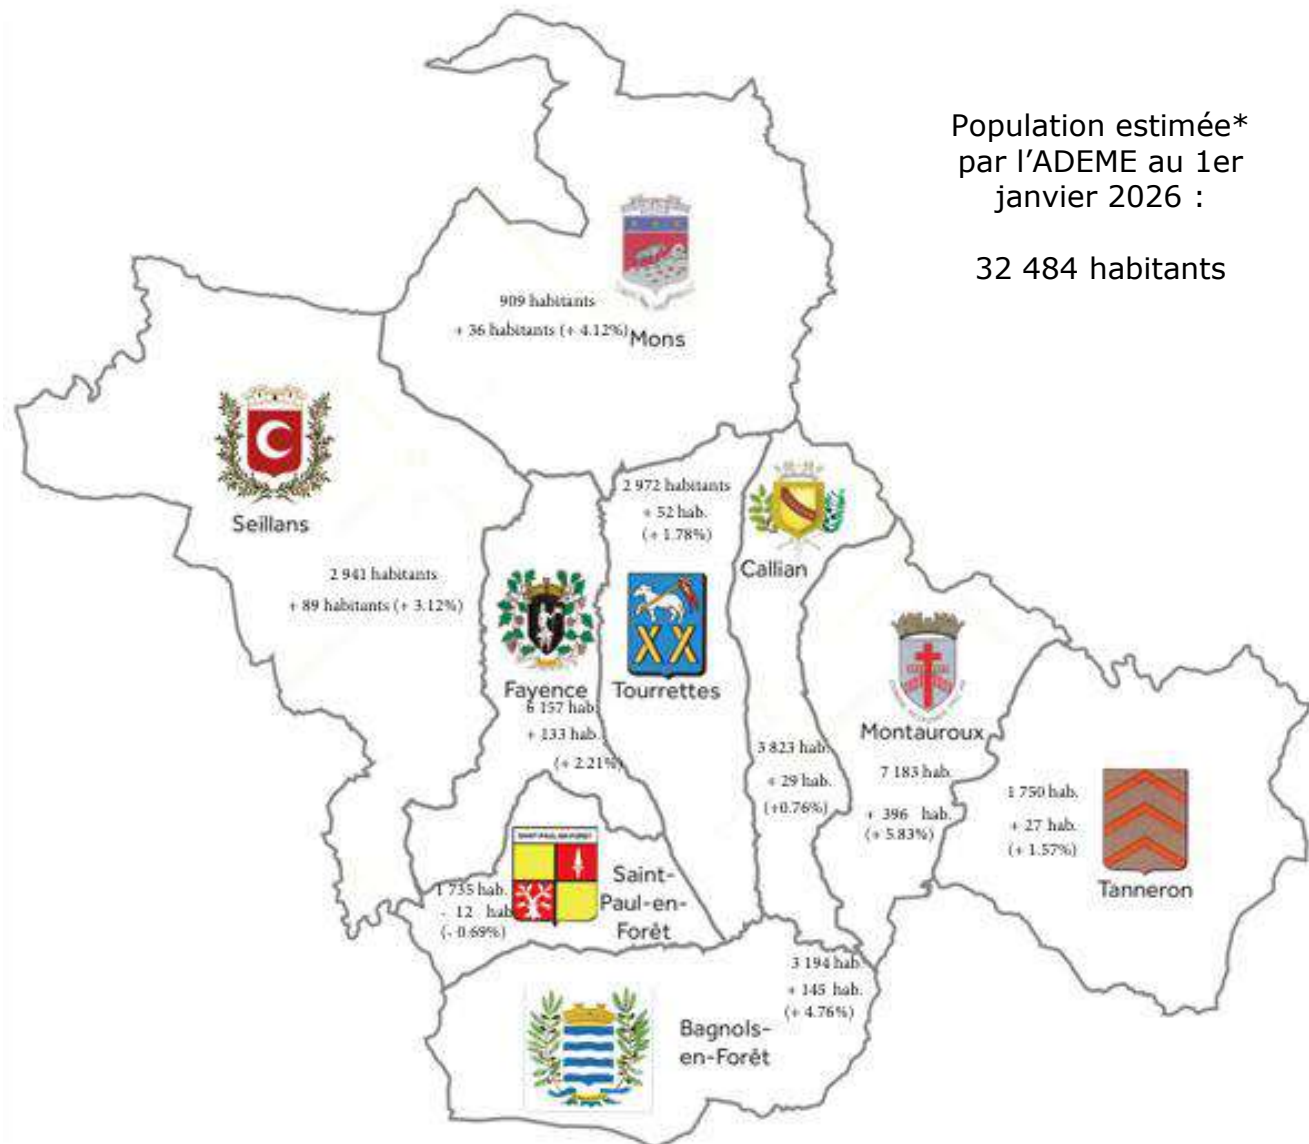 Population estimée*
par l'ADEME au 1er
janvier 2026 :
32 484 habitants
909 habitants
+ 36 habitants (+ 4.12%)
Mons
Seillans
2 941 habitants
+ 89 habitants (+ 3.12%)
2 972 habitants
+ 52 hab.
(+ 1.78%)
Tourrettes
Callian
3 823 hab.
+ 29 hab.
(+0.76%)
Fayence
6 157 hab.
+ 133 hab.
(+ 2.21%)
Montauroux
7 183 hab.
+ 396 hab.
(+ 5.83%)
1 750 hab.
+ 27 hab.
(+ 1.57%)
Tanneron
SAINT-PAUL-EN-FORET
Saint-
Paul-en-
Forêt
1 735 hab.
- 12 hab
(- 0.69%)
3 194 hab.
+ 145 hab.
(+ 4.76%)
Bagnols-
en-Forêt